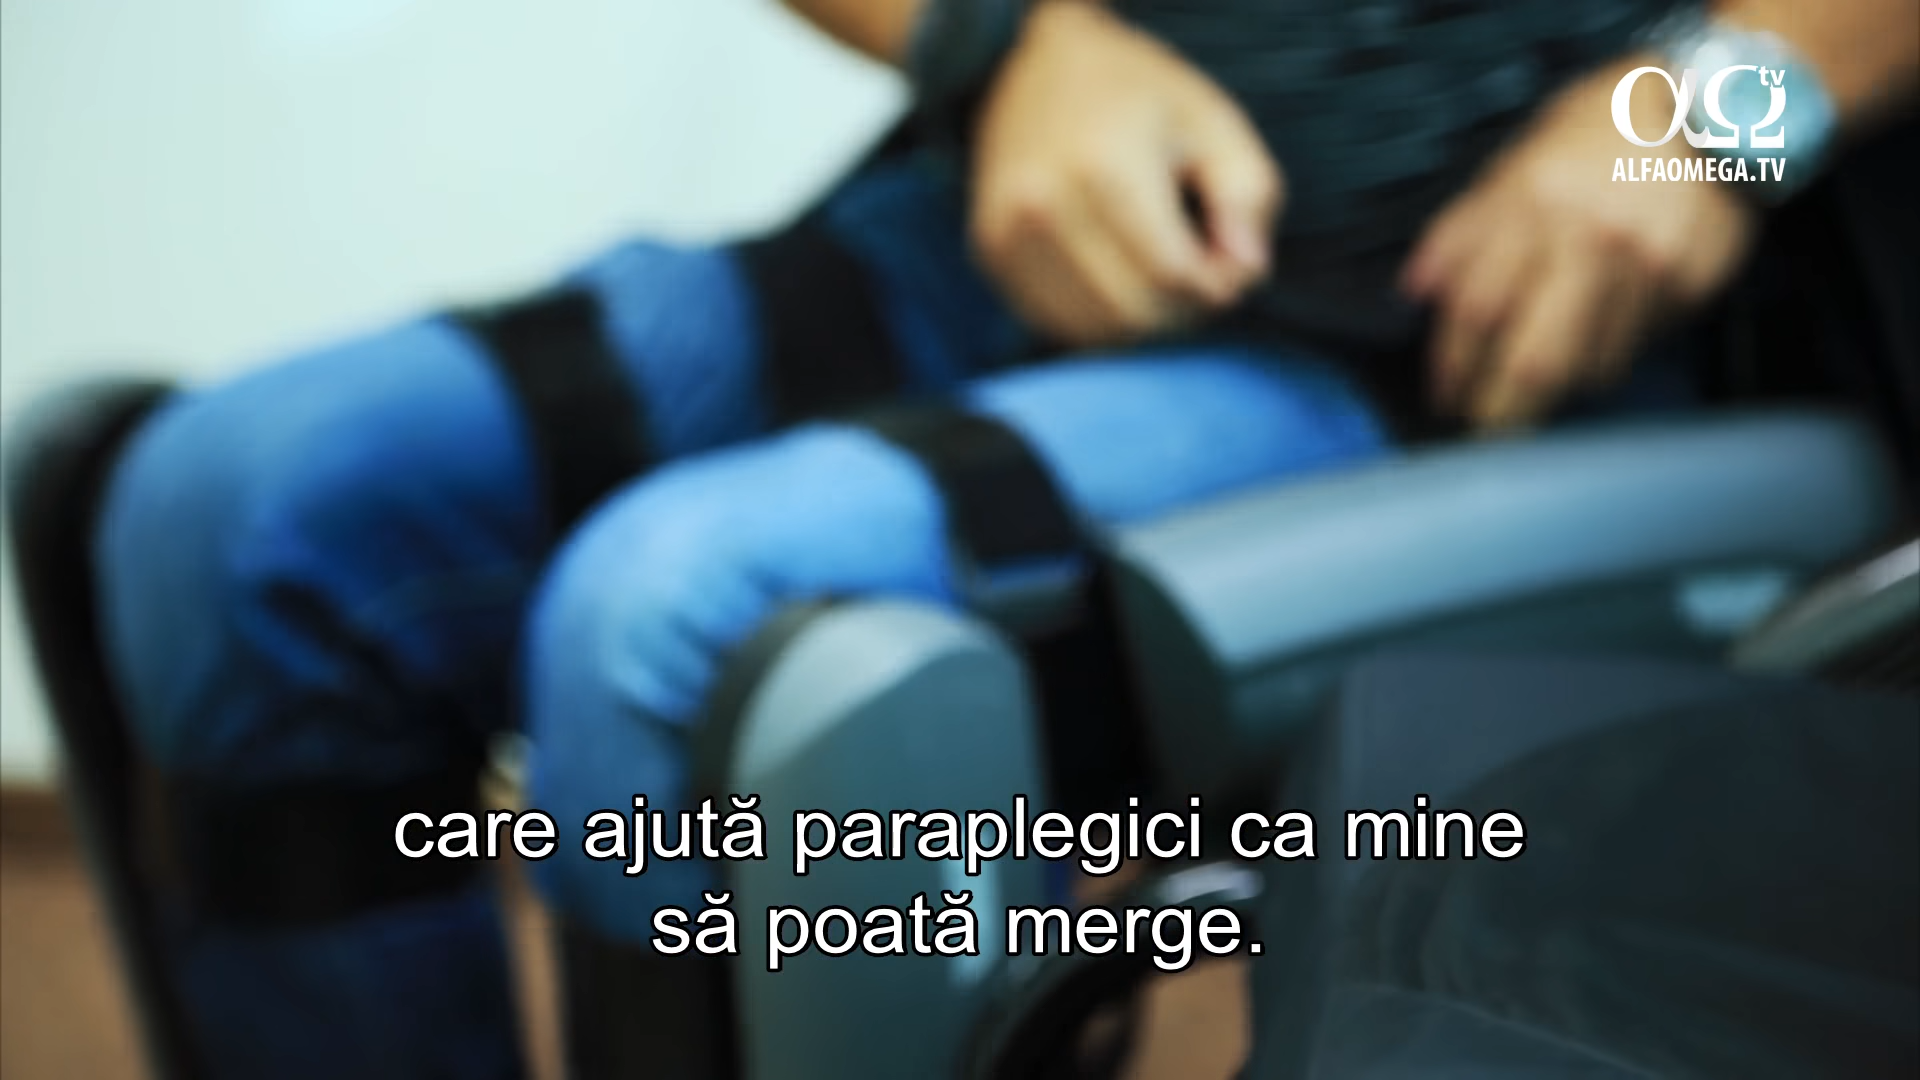 αΩ tv
ALFAOMEGA.TV
care ajută paraplegici ca mine
să poată merge.